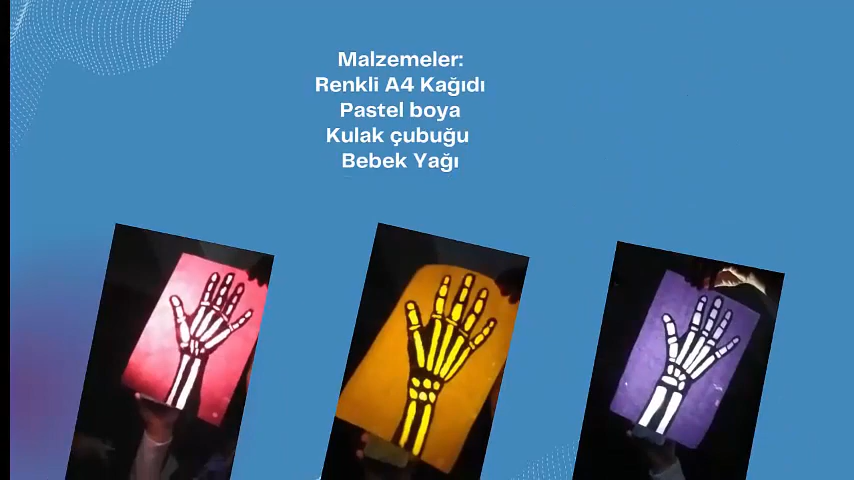 Malzemeler:
Renkli A4 Kağıdı
Pastel boya
Kulak çubuğu
Bebek Yağı